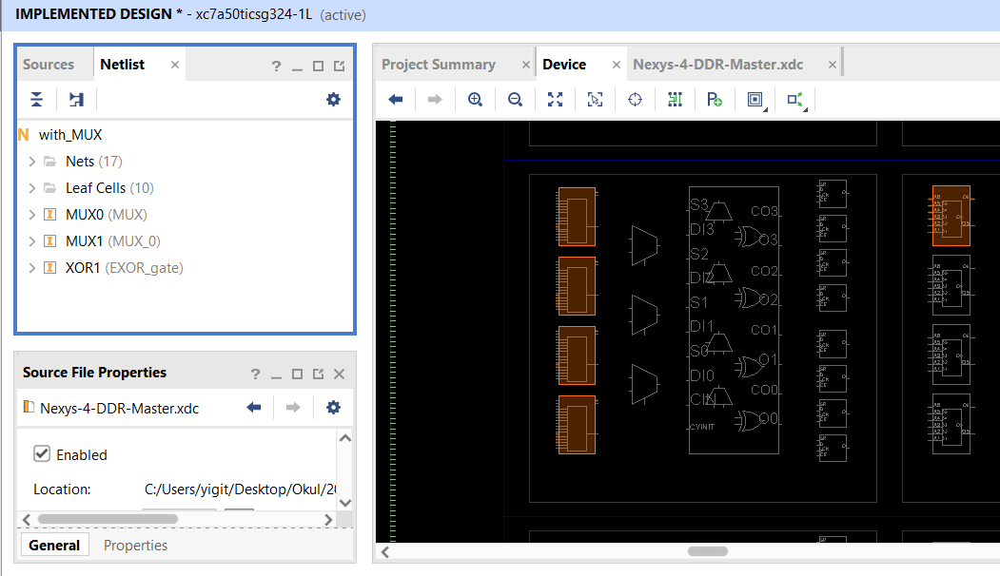 IMPLEMENTED DESIGN * - xc7a50ticsg324-1L (active)
Sources
Netlist
with_MUX
Nets (17)
Leaf Cells (10)
MUX0 (MUX)
MUX1 (MUX_0)
XOR1 (EXOR_gate)
Source File Properties
Nexys-4-DDR-Master.xdc
Enabled
Location: C:/Users/yigit/Desktop/Okul/20
General
Properties
Project Summary
Device
Nexys-4-DDR-Master.xdc
S3 CO3
DI3 O3
S2 CO2
DI2 O2
S1 CO1
DI1
S0 O1
DI0 CO0
CIN O0
CYINIT